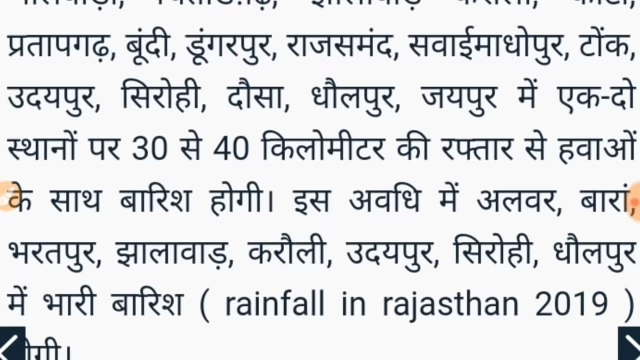 प्रतापगढ़, बूंदी, डूंगरपुर, राजसमंद, सवाईमाधोपुर, टोंक,
उदयपुर, सिरोही, दौसा, धौलपुर, जयपुर में एक-दो
स्थानों पर 30 से 40 किलोमीटर की रफ्तार से हवाओं
के साथ बारिश होगी। इस अवधि में अलवर, बारां,
भरतपुर, झालावाड़, करौली, उदयपुर, सिरोही, धौलपुर
में भारी बारिश ( rainfall in rajasthan 2019 )